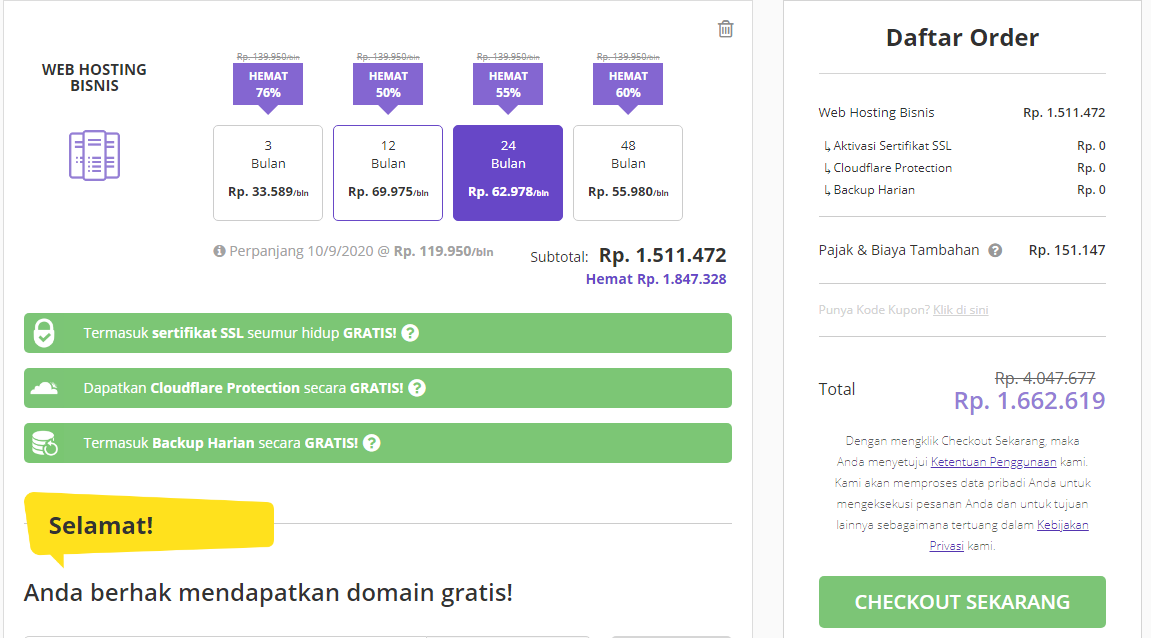 WEB HOSTING
BISNIS
Rp. 139.950/bln
HEMAT
76%
3
Bulan
Rp. 33.589/bln
Rp. 139.950/bln
HEMAT
50%
12
Bulan
Rp. 69.975/bln
Rp. 139.950/bln
HEMAT
55%
24
Bulan
Rp. 62.978/bln
Rp. 139.950/bln
HEMAT
60%
48
Bulan
Rp. 55.980/bln
Perpanjang 10/9/2020 @ Rp. 119.950/bln
Subtotal: Rp. 1.511.472
Hemat Rp. 1.847.328
Termasuk sertifikat SSL seumur hidup GRATIS! ?
Dapatkan Cloudflare Protection secara GRATIS! ?
Termasuk Backup Harian secara GRATIS! ?
Selamat!
Anda berhak mendapatkan domain gratis!
Daftar Order
Web Hosting Bisnis Rp. 1.511.472
Aktivasi Sertifikat SSL Rp. 0
Cloudflare Protection Rp. 0
Backup Harian Rp. 0
Pajak & Biaya Tambahan ? Rp. 151.147
Punya Kode Kupon? Klik di sini
Rp. 4.047.677
Total Rp. 1.662.619
Dengan mengklik Checkout Sekarang, maka
Anda menyetujui Ketentuan Penggunaan kami.
Kami akan memproses data pribadi Anda untuk
mengeksekusi pesanan Anda dan untuk tujuan
lainnya sebagaimana tertuang dalam Kebijakan
Privasi kami.
CHECKOUT SEKARANG